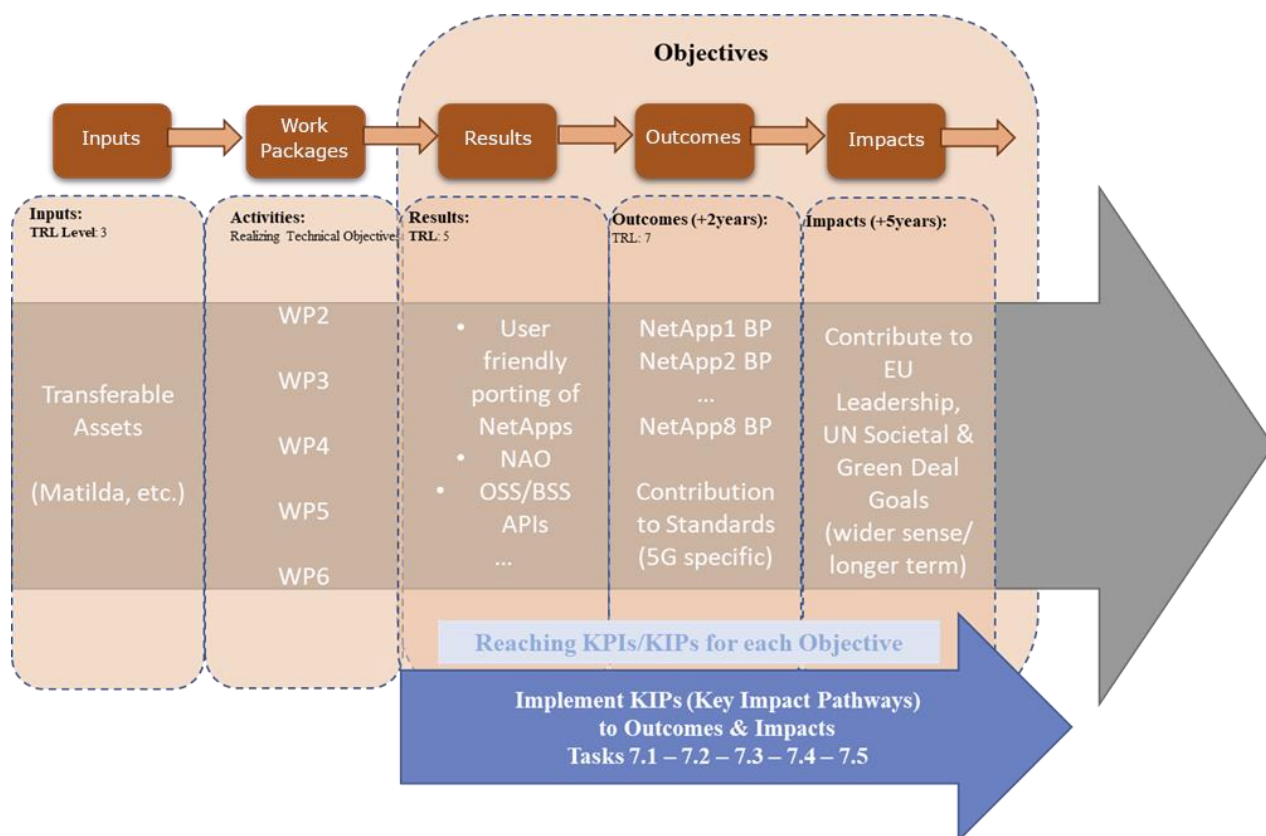 Objectives
Inputs
Work
Packages
Results
Outcomes
Impacts
Inputs:
TRL Level: 3
Transferable
Assets
(Matilda, etc.)
Activities:
Realizing Technical Objectives
WP2
WP3
WP4
WP5
WP6
Results:
TRL: 5
• User
friendly
porting of
NetApps
• NAO
• OSS/BSS
APIs
...
Outcomes (+2years):
TRL: 7
NetApp1 BP
NetApp2 BP
...
NetApp8 BP
Contribution
to Standards
(5G specific)
Impacts (+5years):
Contribute to
EU
Leadership,
UN Societal &
Green Deal
Goals
(wider sense/
longer term)
Reaching KPIs/KIPs for each Objective
Implement KIPs (Key Impact Pathways)
to Outcomes & Impacts
Tasks 7.1 – 7.2 – 7.3 – 7.4 – 7.5